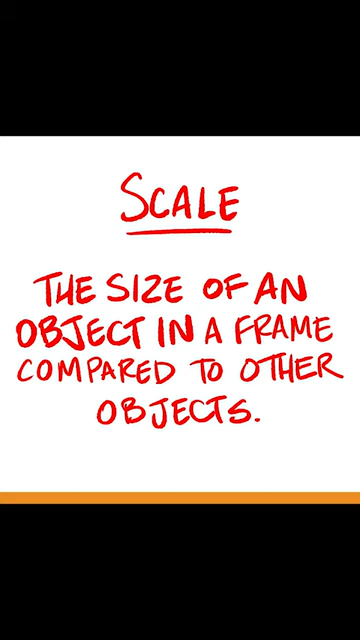 SCALE
THE SIZE OF AN
OBJECT IN A FRAME
COMPARED TO OTHER
OBJECTS.